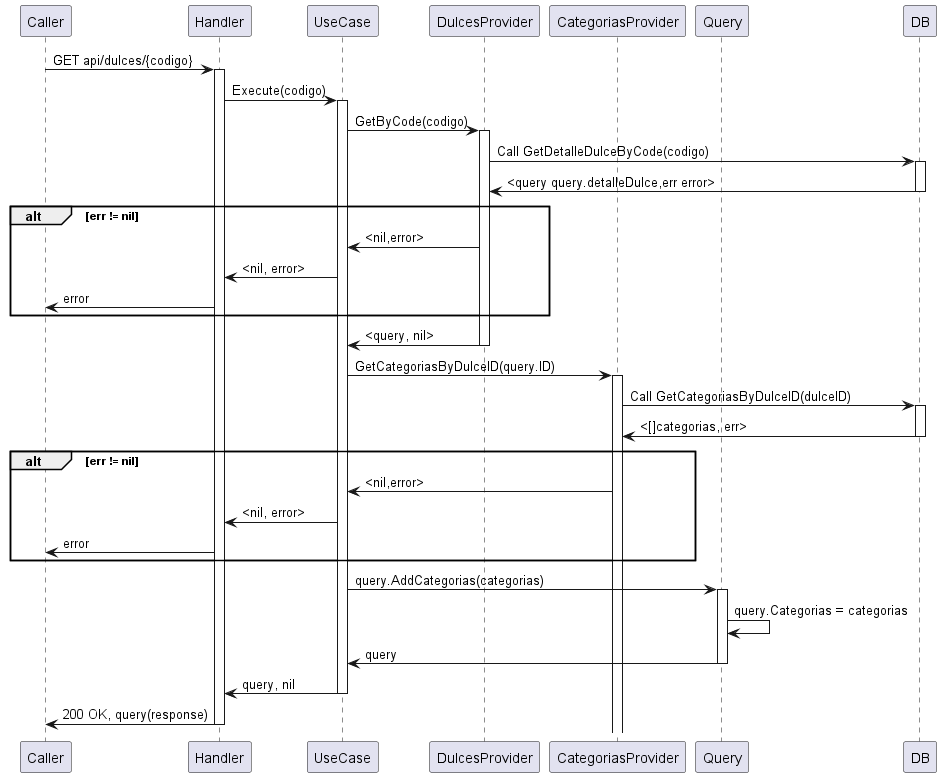 Caller Handler UseCase DulcesProvider CategoriasProvider Query DB
GET api/dulces/{codigo}
Execute(codigo)
GetByCode(codigo)
Call GetDetalleDulceByCode(codigo)
<query query.detalleDulce,err error>
alt [err != nil]
<nil,error>
<nil, error>
error
<query, nil>
GetCategoriasByDulceID(query.ID)
Call GetCategoriasByDulceID(dulceID)
<[]categorias, err>
alt [err != nil]
<nil,error>
<nil, error>
error
query.AddCategorias(categorias)
query.Categorias = categorias
query
query, nil
200 OK, query(response)
Caller Handler UseCase DulcesProvider CategoriasProvider Query DB